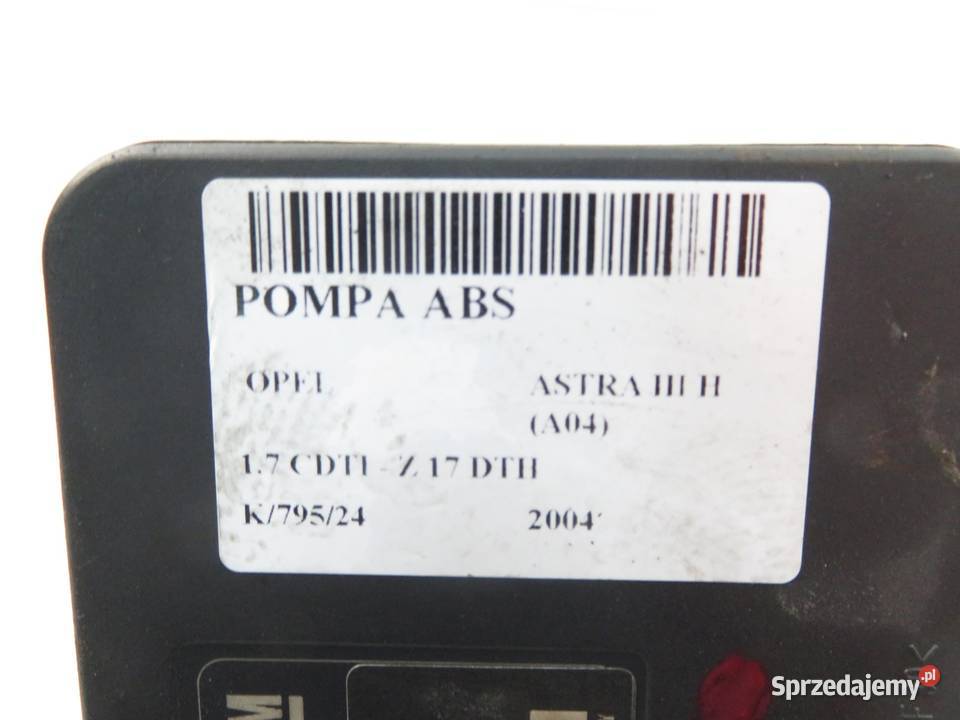 POMPA ABS
OPEL ASTRA III H
(A04)
1.7 CDTI - Z 17 DTH
K/795/24 2004
M
Sprzedajemy.pl